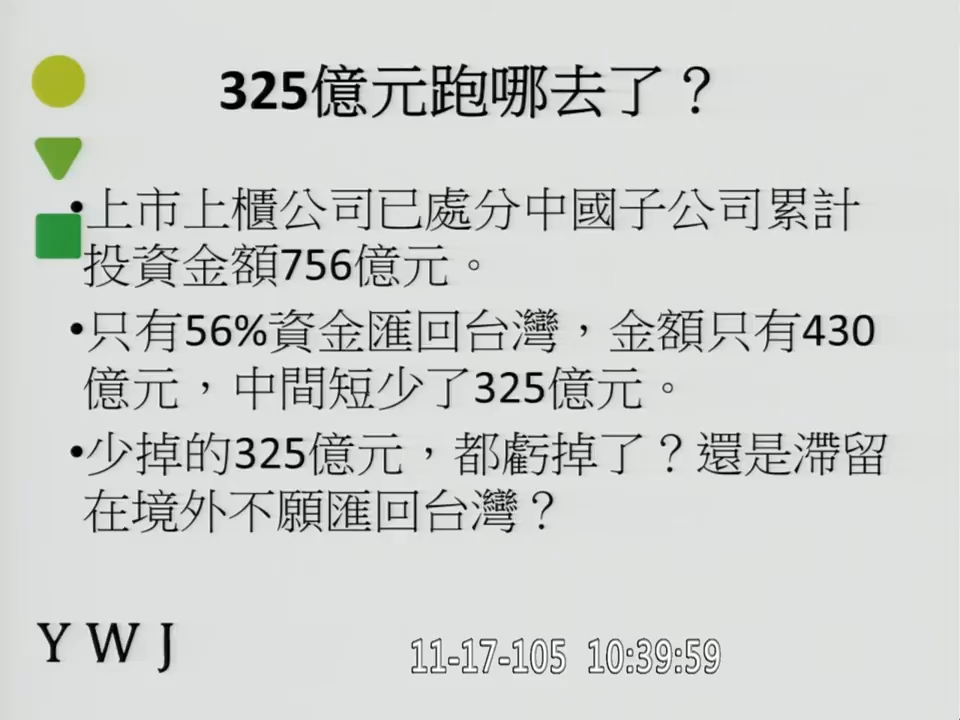 325億元跑哪去了？
•上市上櫃公司已處分中國子公司累計
投資金額756億元。
•只有56%資金匯回台灣，金額只有430
億元，中間短少了325億元。
•少掉的325億元，都虧掉了？還是滯留
在境外不願匯回台灣？
Y W J
11-17-105 10:39:59